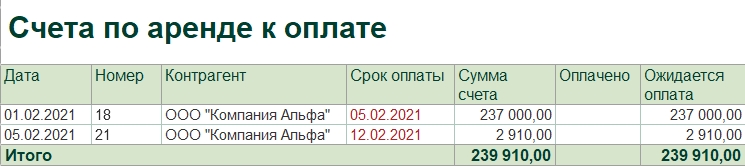 Счета по аренде к оплате
Дата Номер Контрагент Срок оплаты Сумма счета Оплачено Ожидается оплата
01.02.2021 18 ООО "Компания Альфа" 05.02.2021 237 000,00 237 000,00
05.02.2021 21 ООО "Компания Альфа" 12.02.2021 2 910,00 2 910,00
Итого 239 910,00 239 910,00